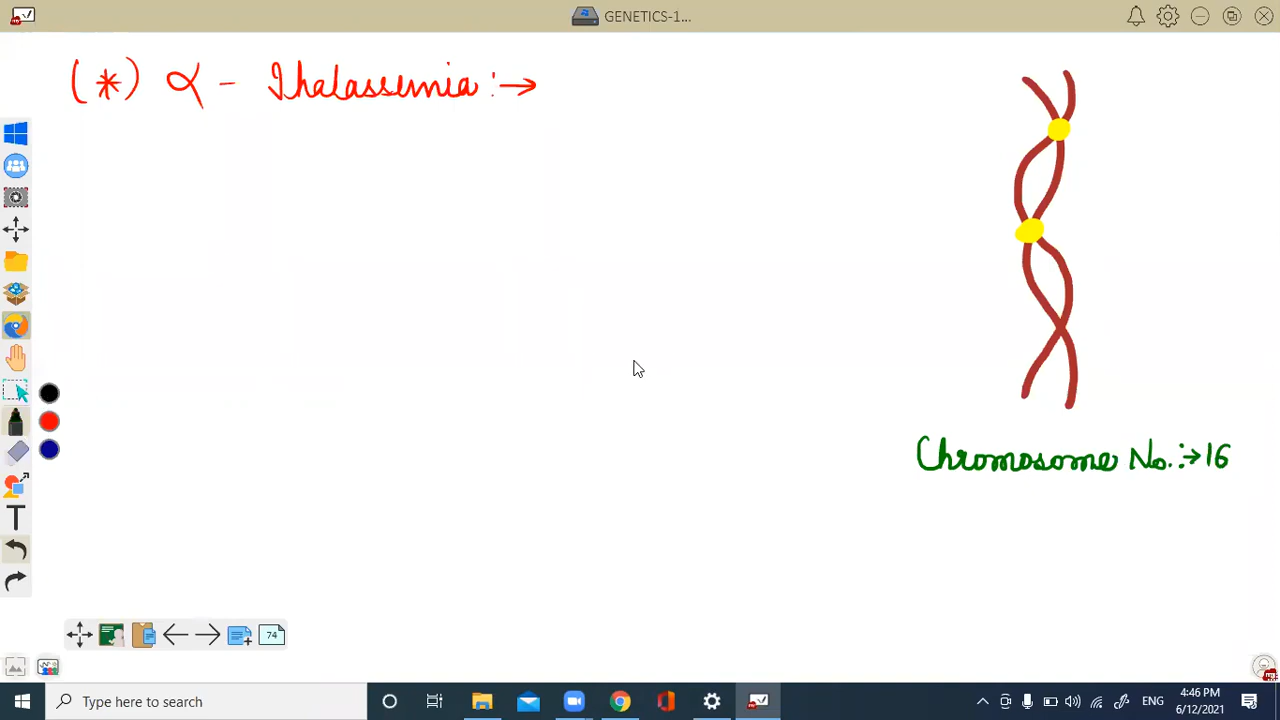 GENETICS-1...
(*) α - Thalassemia :→
Chromosome No. :→ 16
74
Type here to search
ENG
4:46 PM
6/12/2021